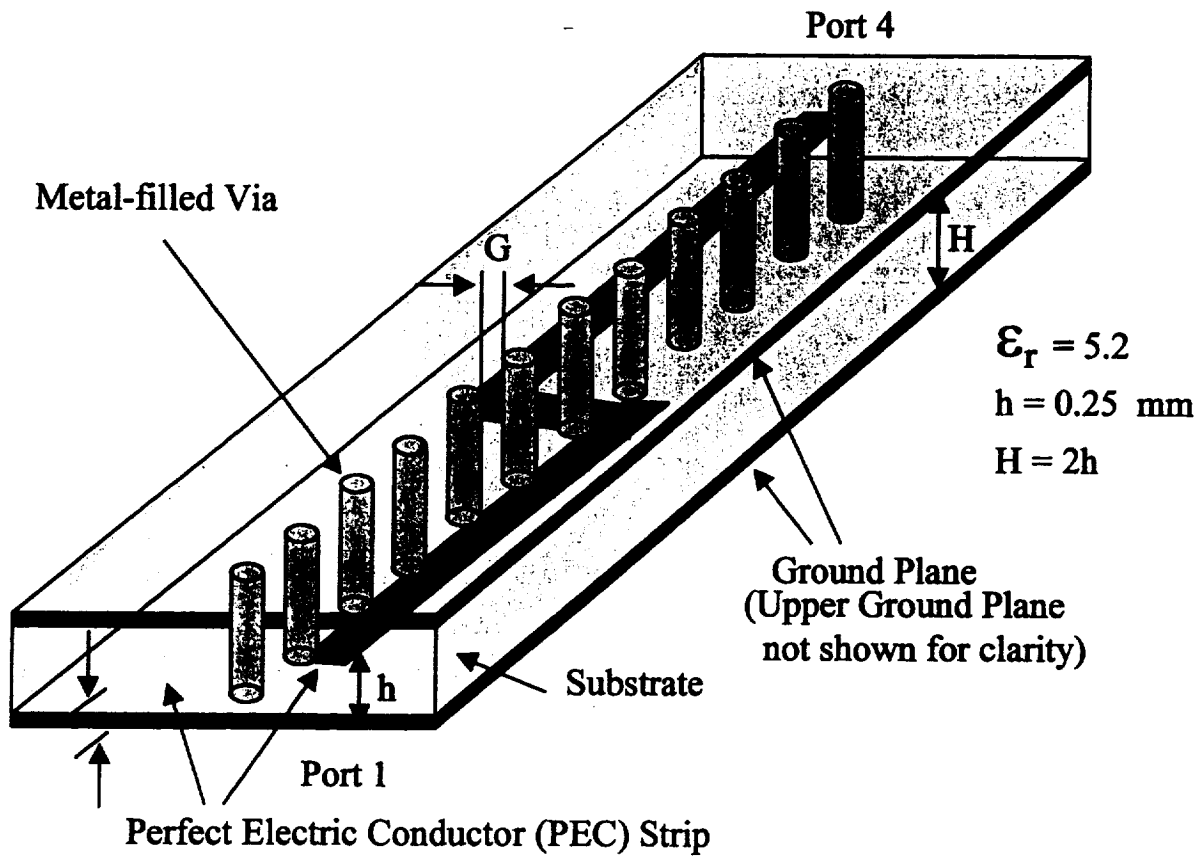 Port 4
Metal-filled Via
G
H
εr = 5.2
h = 0.25 mm
H = 2h
Ground Plane
(Upper Ground Plane
not shown for clarity)
Substrate
h
Port 1
Perfect Electric Conductor (PEC) Strip